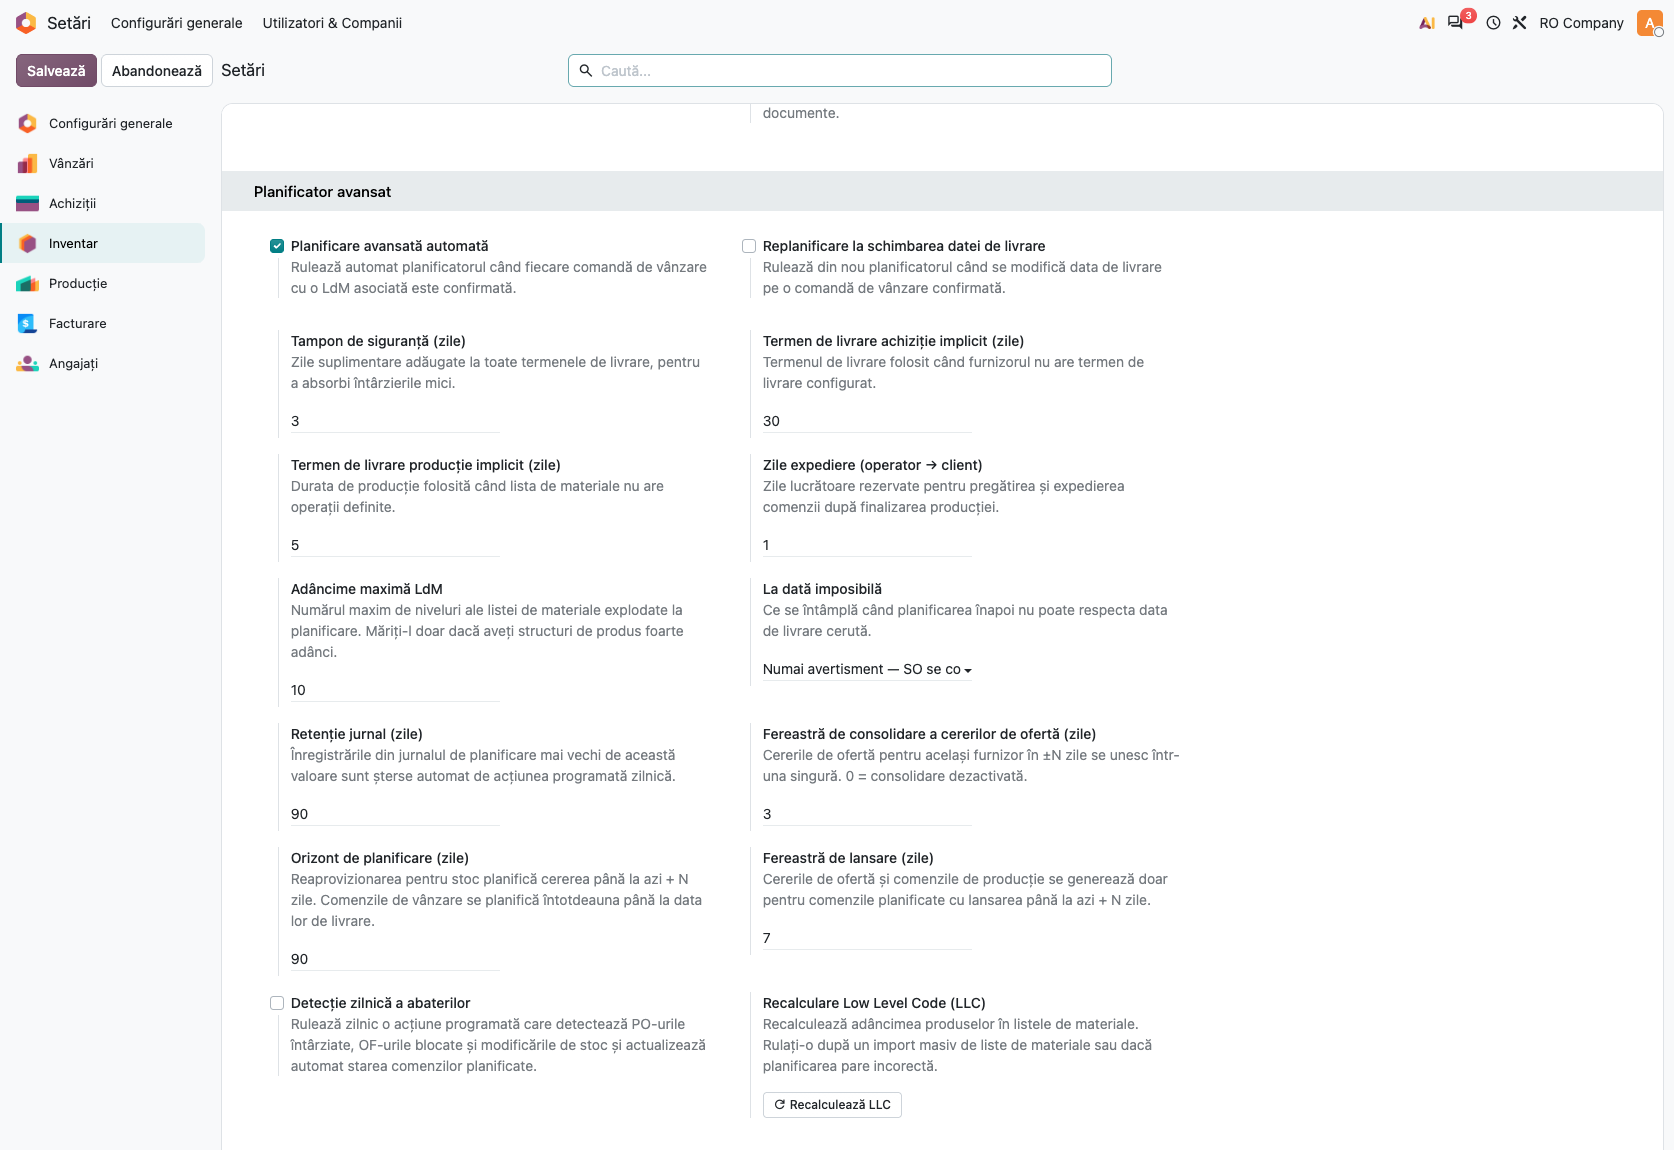 Setări
Configurări generale
Utilizatori & Companii
AI
3
RO Company
A
Salvează
Abandonează
Setări
Caută...
Configurări generale
Vânzări
Achiziții
Inventar
Producție
Facturare
Angajați
documente.
Planificator avansat
Planificare avansată automată
Rulează automat planificatorul când fiecare comandă de vânzare
cu o LdM asociată este confirmată.
Replanificare la schimbarea datei de livrare
Rulează din nou planificatorul când se modifică data de livrare
pe o comandă de vânzare confirmată.
Tampon de siguranță (zile)
Zile suplimentare adăugate la toate termenele de livrare, pentru
a absorbi întârzierile mici.
3
Termen de livrare achiziție implicit (zile)
Termenul de livrare folosit când furnizorul nu are termen de
livrare configurat.
30
Termen de livrare producție implicit (zile)
Durata de producție folosită când lista de materiale nu are
operații definite.
5
Zile expediere (operator → client)
Zile lucrătoare rezervate pentru pregătirea și expedierea
comenzii după finalizarea producției.
1
Adâncime maximă LdM
Numărul maxim de niveluri ale listei de materiale explodate la
planificare. Măriți-l doar dacă aveți structuri de produs foarte
adânci.
10
La dată imposibilă
Ce se întâmplă când planificarea înapoi nu poate respecta data
de livrare cerută.
Numai avertisment — SO se co
Retenție jurnal (zile)
Înregistrările din jurnalul de planificare mai vechi de această
valoare sunt șterse automat de acțiunea programată zilnică.
90
Fereastră de consolidare a cererilor de ofertă (zile)
Cererile de ofertă pentru același furnizor în ±N zile se unesc într-
una singură. 0 = consolidare dezactivată.
3
Orizont de planificare (zile)
Reaprovizionarea pentru stoc planifică cererea până la azi + N
zile. Comenzile de vânzare se planifică întotdeauna până la data
lor de livrare.
90
Fereastră de lansare (zile)
Cererile de ofertă și comenzile de producție se generează doar
pentru comenzile planificate cu lansarea până la azi + N zile.
7
Detecție zilnică a abaterilor
Rulează zilnic o acțiune programată care detectează PO-urile
întârziate, OF-urile blocate și modificările de stoc și actualizează
automat starea comenzilor planificate.
Recalculare Low Level Code (LLC)
Recalculează adâncimea produselor în listele de materiale.
Rulați-o după un import masiv de liste de materiale sau dacă
planificarea pare incorectă.
Recalculează LLC